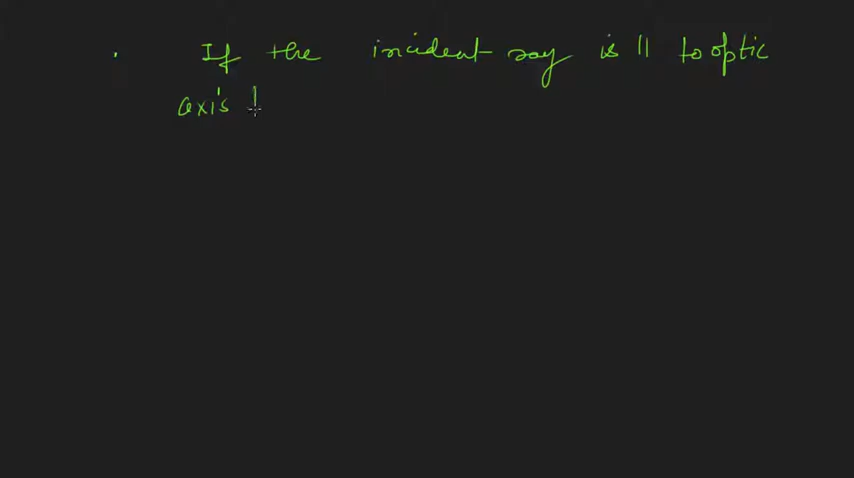 . If the incident ray is || to optic
axis